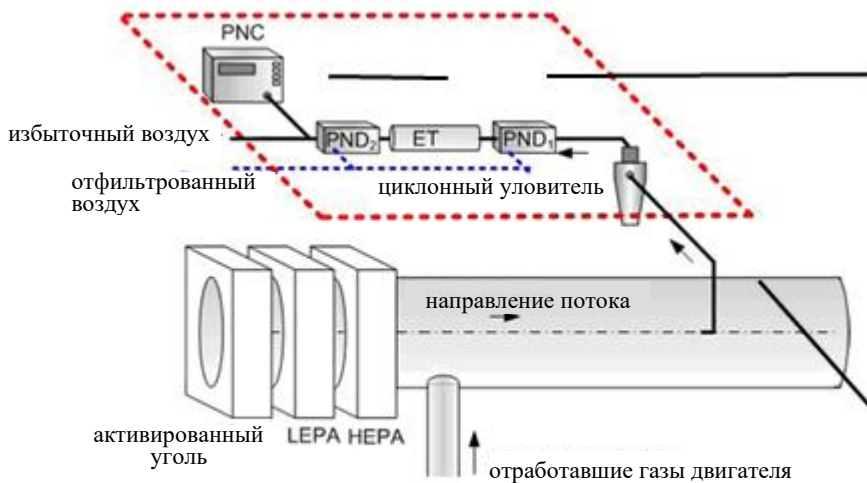 PNC
избыточный воздух
PND₂
ET
PND₁
отфильтрованный
воздух
циклонный уловитель
направление потока
активированный
уголь
LEPA
HEPA
отработавшие газы двигателя